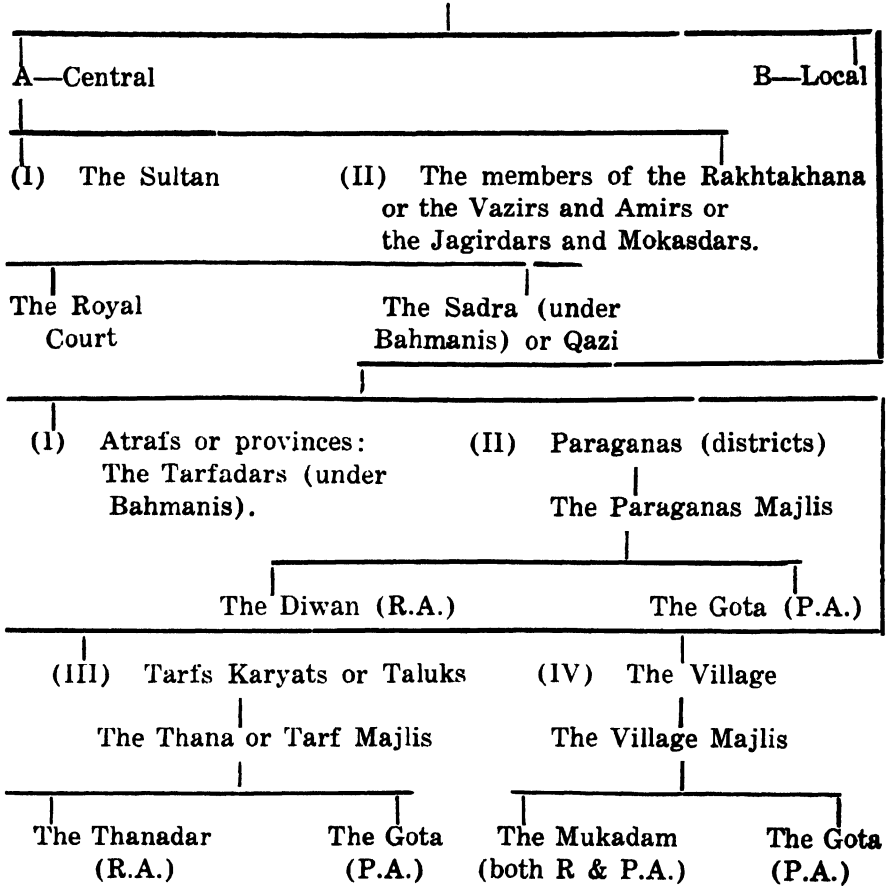 A—Central B—Local
(I) The Sultan (II) The members of the Rakhtakhana
or the Vazirs and Amirs or
the Jagirdars and Mokasdars.
The Royal The Sadra (under
Court Bahmanis) or Qazi
(I) Atrafs or provinces: (II) Paraganas (districts)
The Tarfadars (under
Bahmanis). The Paraganas Majlis
The Diwan (R.A.) The Gota (P.A.)
(III) Tarfs Karyats or Taluks (IV) The Village
The Thana or Tarf Majlis The Village Majlis
The Thanadar The Gota The Mukadam The Gota
(R.A.) (P.A.) (both R & P.A.) (P.A.)